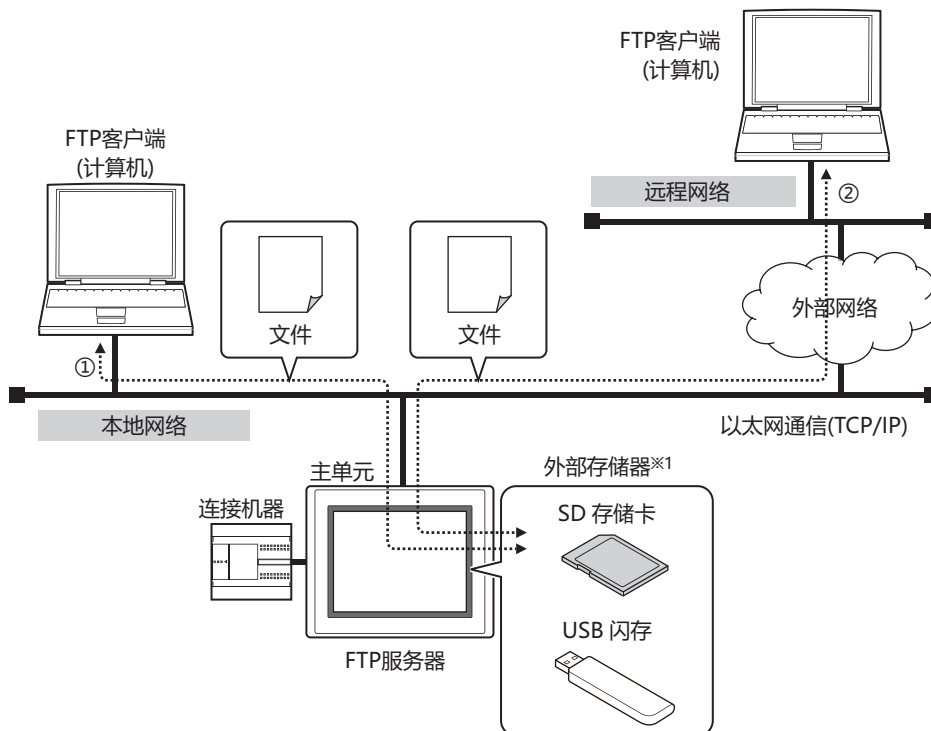 FTP客户端
(计算机)
FTP客户端
(计算机)
远程网络
②
外部网络
文件
文件
①
本地网络
以太网通信(TCP/IP)
主单元
外部存储器※1
连接机器
SD 存储卡
USB 闪存
FTP服务器